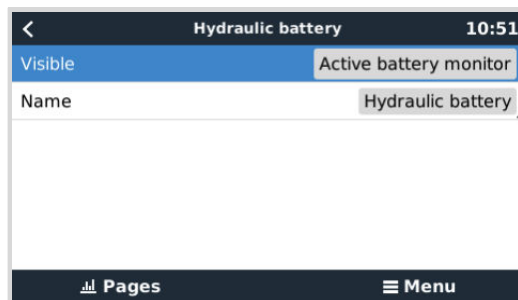 Hydraulic battery 10:51
Visible Active battery monitor
Name Hydraulic battery
Pages Menu